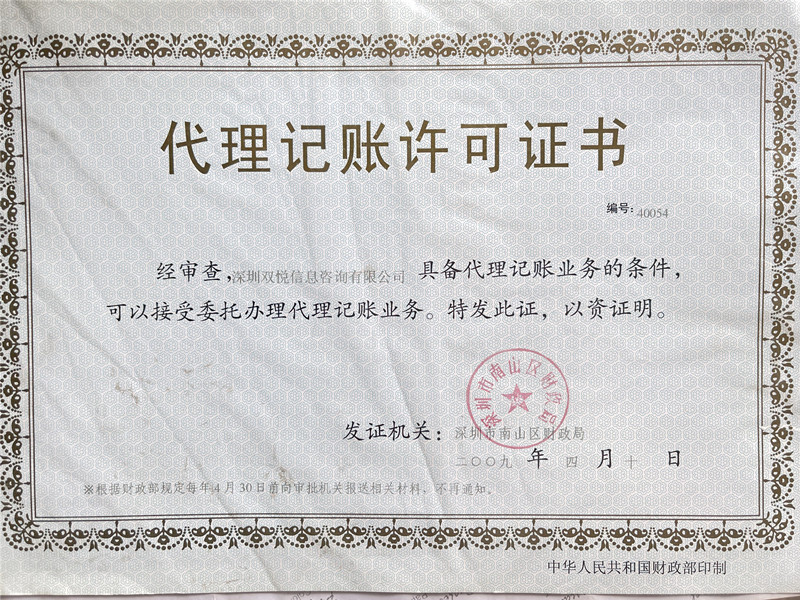 代理记账许可证书
编号：40054
经审查，深圳双悦信息咨询有限公司 具备代理记账业务的条件，
可以接受委托办理代理记账业务。特发此证，以资证明。
深圳市南山区财政局
发证机关：深圳市南山区财政局
二〇〇九 年 四 月 十 日
※根据财政部规定每年4月30日前向审批机关报送相关材料，不再通知。
中华人民共和国财政部印制